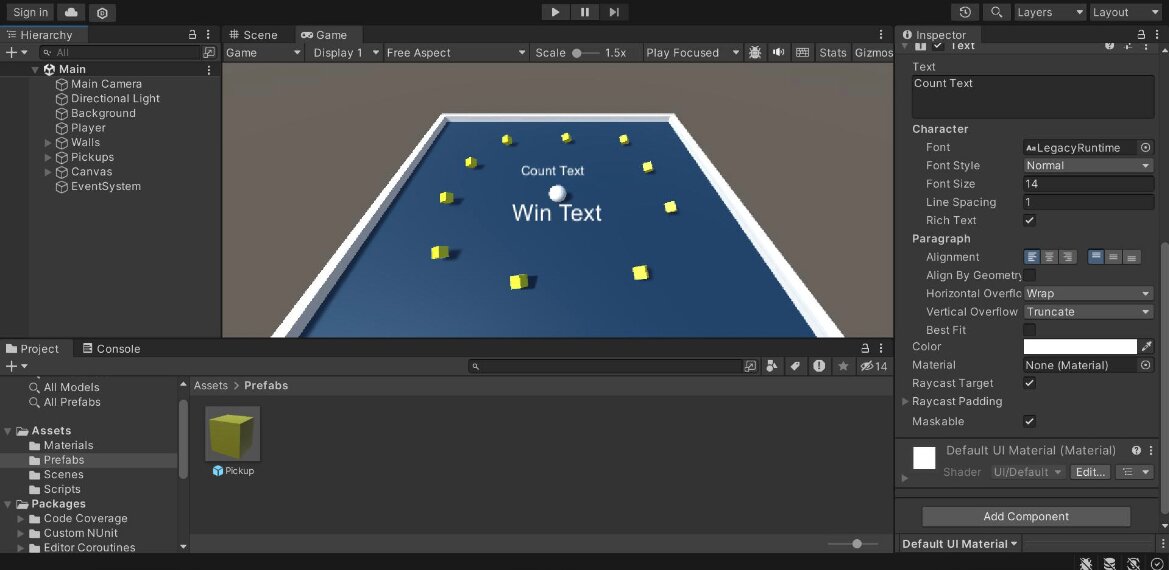 Sign in
Layers
Layout
Hierarchy
Scene
Game
Inspector
All
Game
Display 1
Free Aspect
Scale
1.5x
Play Focused
Stats
Gizmos
Text
Main
Main Camera
Directional Light
Background
Player
Walls
Pickups
Canvas
EventSystem
Count Text
Win Text
Text
Count Text
Character
Font
Aa LegacyRuntime
Font Style
Normal
Font Size
14
Line Spacing
1
Rich Text
Paragraph
Alignment
Align By Geometry
Horizontal Overflo
Wrap
Vertical Overflow
Truncate
Best Fit
Color
Material
None (Material)
Raycast Target
Raycast Padding
Maskable
Default UI Material (Material)
Shader
UI/Default
Edit...
Add Component
Default UI Material
Project
Console
14
All Models
All Prefabs
Assets
Materials
Prefabs
Scenes
Scripts
Packages
Code Coverage
Custom NUnit
Editor Coroutines
Assets > Prefabs
Pickup